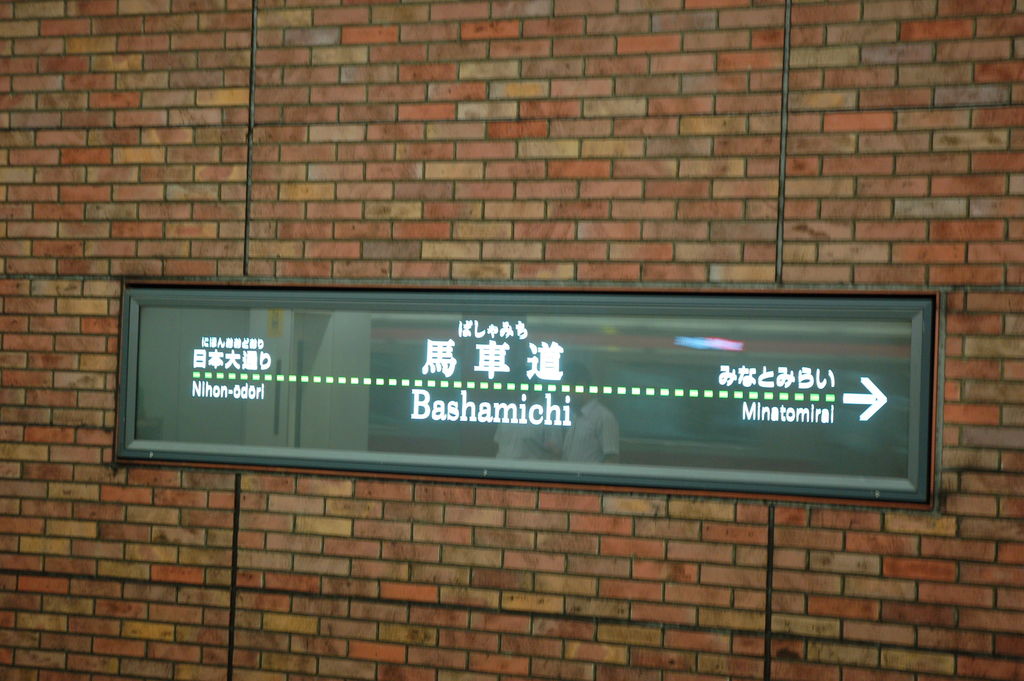 にほんおおどおり
日本大通り
Nihon-ōdōri
ばしゃみち
馬車道
Bashamichi
みなとみらい
Minatomirai